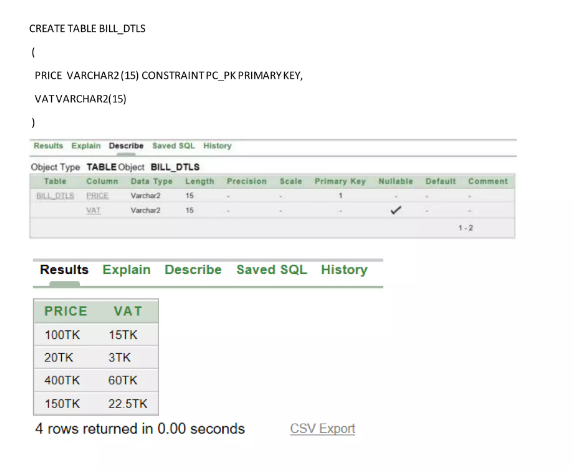 CREATE TABLE BILL_DTLS
(
PRICE VARCHAR2 (15) CONSTRAINT PC_PK PRIMARY KEY,
VAT VARCHAR2(15)
)
Results Explain Describe Saved SQL History
Object Type TABLE Object BILL_DTLS
Table Column Data Type Length Precision Scale Primary Key Nullable Default Comment
BILL_DTLS PRICE Varchar2 15 - - 1 - - -
VAT Varchar2 15 - - - ✓ - -
1 - 2
Results Explain Describe Saved SQL History
PRICE VAT
100TK 15TK
20TK 3TK
400TK 60TK
150TK 22.5TK
4 rows returned in 0.00 seconds CSV Export